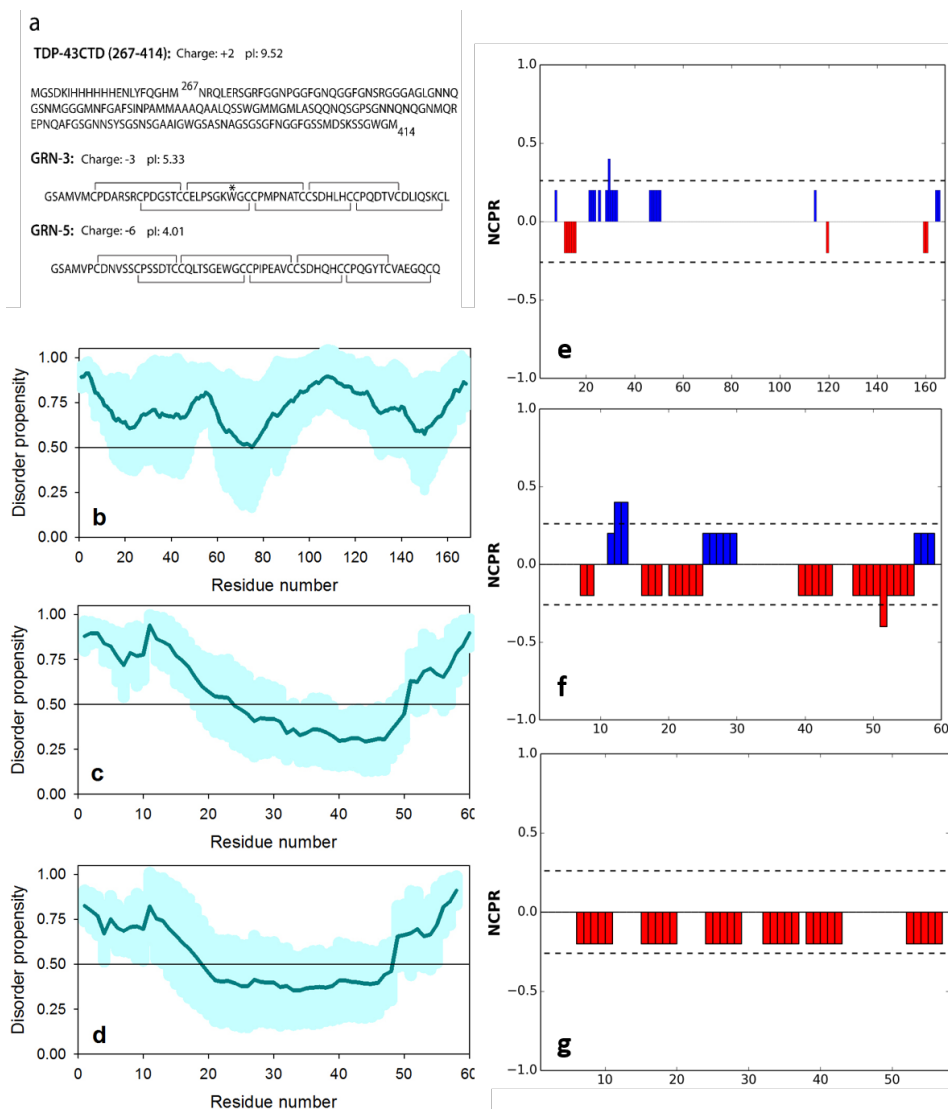 a
TDP-43CTD (267-414): Charge: +2 pI: 9.52
MGSDKIHHHHHHENLYFQGHM 267 NRQLERSGRFGGNPGGFGNQGGFGNSRGGGAGLGNNQ
GSNMGGGMNFGAFSINPAMMAAAQAALQSSWGMMGMLASQQNQSGPSGNNQNQGNMQR
EPNQAFGSGNNSYSGSNSGAAIGWGSASNAGSGSGFNGGFGSSMDSKSSGWGM 414
GRN-3: Charge: -3 pI: 5.33
*
GSAMVMCPDARSRCPDGSTCCELPSGKWGCCPMPNATCCSDHLHCCPQDTVCDLIQSKCL
GRN-5: Charge: -6 pI: 4.01
GSAMVPCDNVSSCPSSDTCCQLTSGEWGCCPIPEAVCCSDHQHCCPQGYTCVAEGQCQ
Disorder propensity
1.00
0.75
0.50
0.25
0.00
b
0 20 40 60 80 100 120 140 160
Residue number
Disorder propensity
1.00
0.75
0.50
0.25
0.00
c
0 10 20 30 40 50 60
Residue number
Disorder propensity
1.00
0.75
0.50
0.25
0.00
d
0 10 20 30 40 50 60
Residue number
NCPR
1.0
0.5
0.0
−0.5
−1.0
e
20 40 60 80 100 120 140 160
NCPR
1.0
0.5
0.0
−0.5
−1.0
f
10 20 30 40 50 60
NCPR
1.0
0.5
0.0
−0.5
−1.0
g
10 20 30 40 50